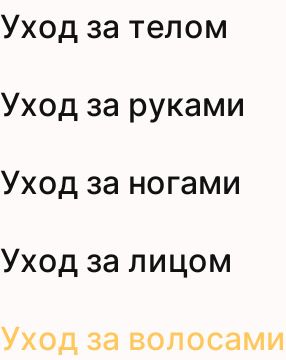 Уход за телом
Уход за руками
Уход за ногами
Уход за лицом
Уход за волосами